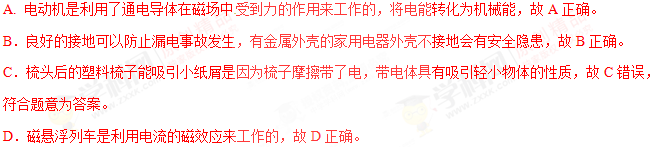 A. 电动机是利用了通电导体在磁场中受到力的作用来工作的，将电能转化为机械能，故 A 正确。
B．良好的接地可以防止漏电事故发生，有金属外壳的家用电器外壳不接地会有安全隐患，故 B 正确。
C．梳头后的塑料梳子能吸引小纸屑是因为梳子摩擦带了电，带电体具有吸引轻小物体的性质，故 C 错误，
符合题意为答案。
D．磁悬浮列车是利用电流的磁效应来工作的，故 D 正确。